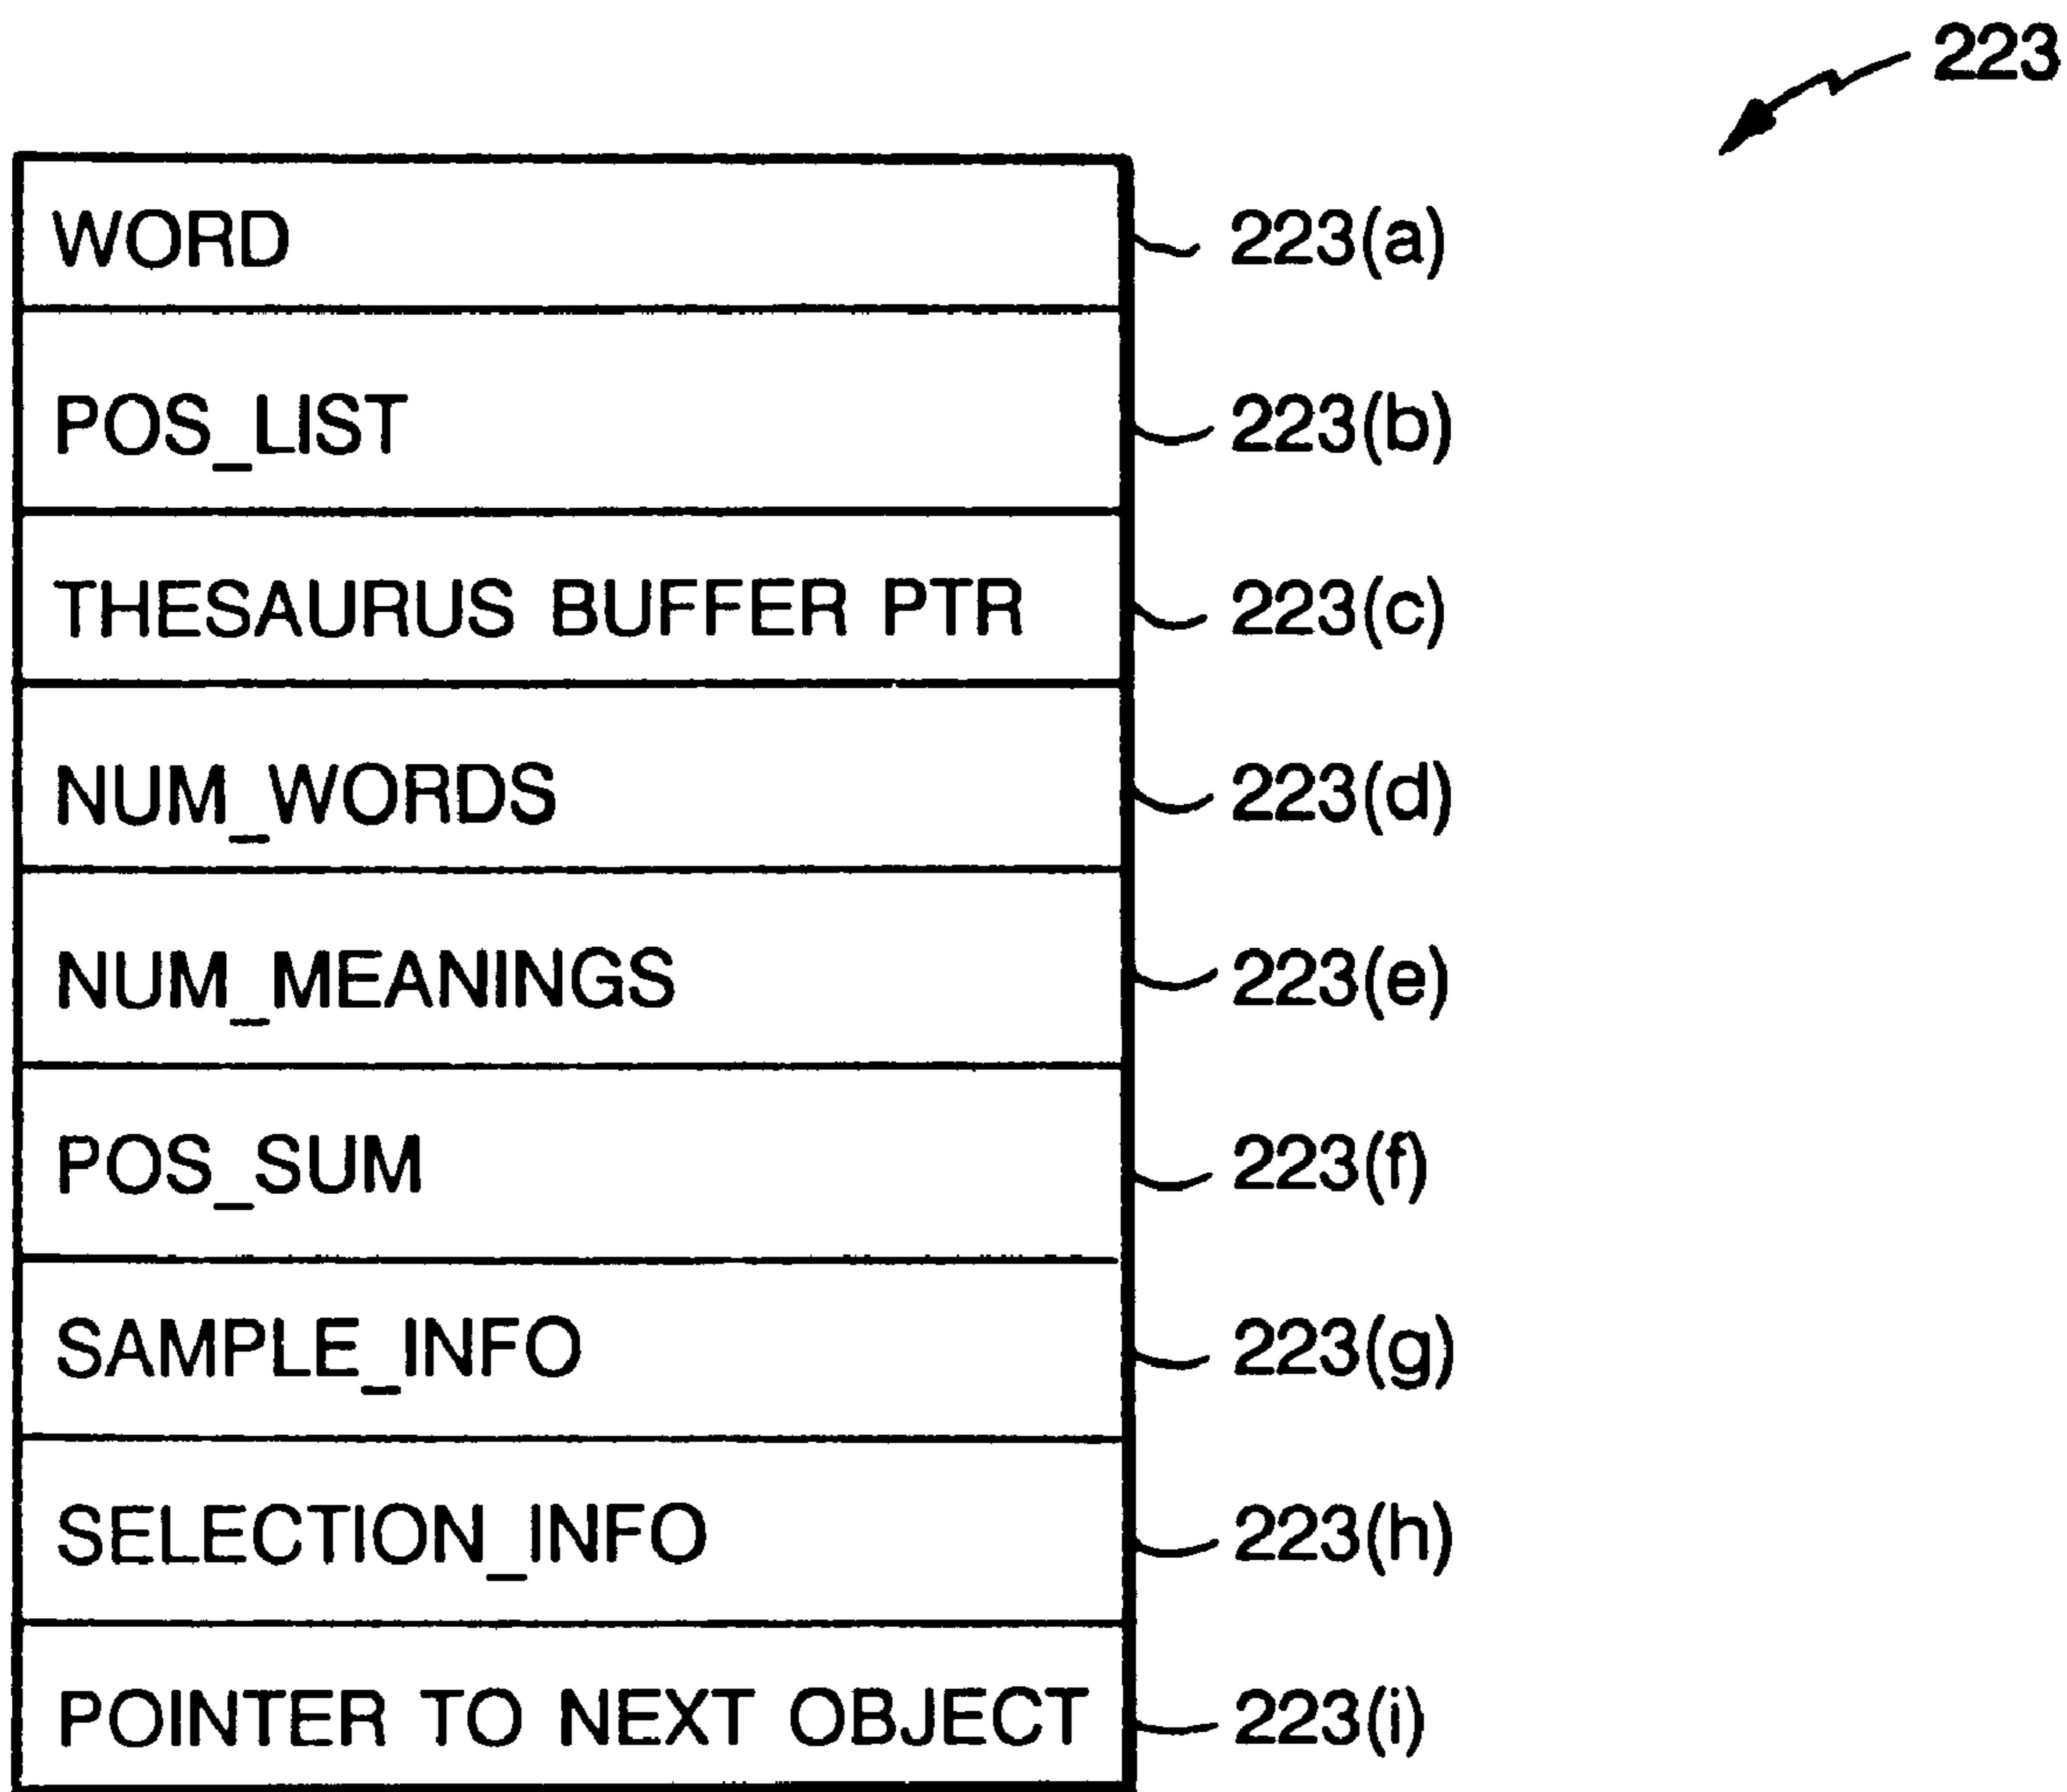 223
WORD 223(a)
POS_LIST 223(b)
THESAURUS BUFFER PTR 223(c)
NUM_WORDS 223(d)
NUM_MEANINGS 223(e)
POS_SUM 223(f)
SAMPLE_INFO 223(g)
SELECTION_INFO 223(h)
POINTER TO NEXT OBJECT 223(i)